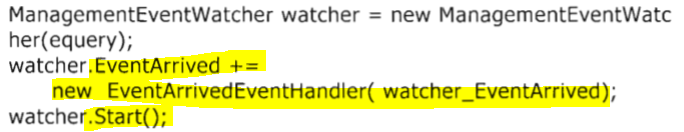 ManagementEventWatcher watcher = new ManagementEventWatc
her(equery);
watcher.EventArrived +=
new EventArrivedEventHandler( watcher_EventArrived);
watcher.Start();